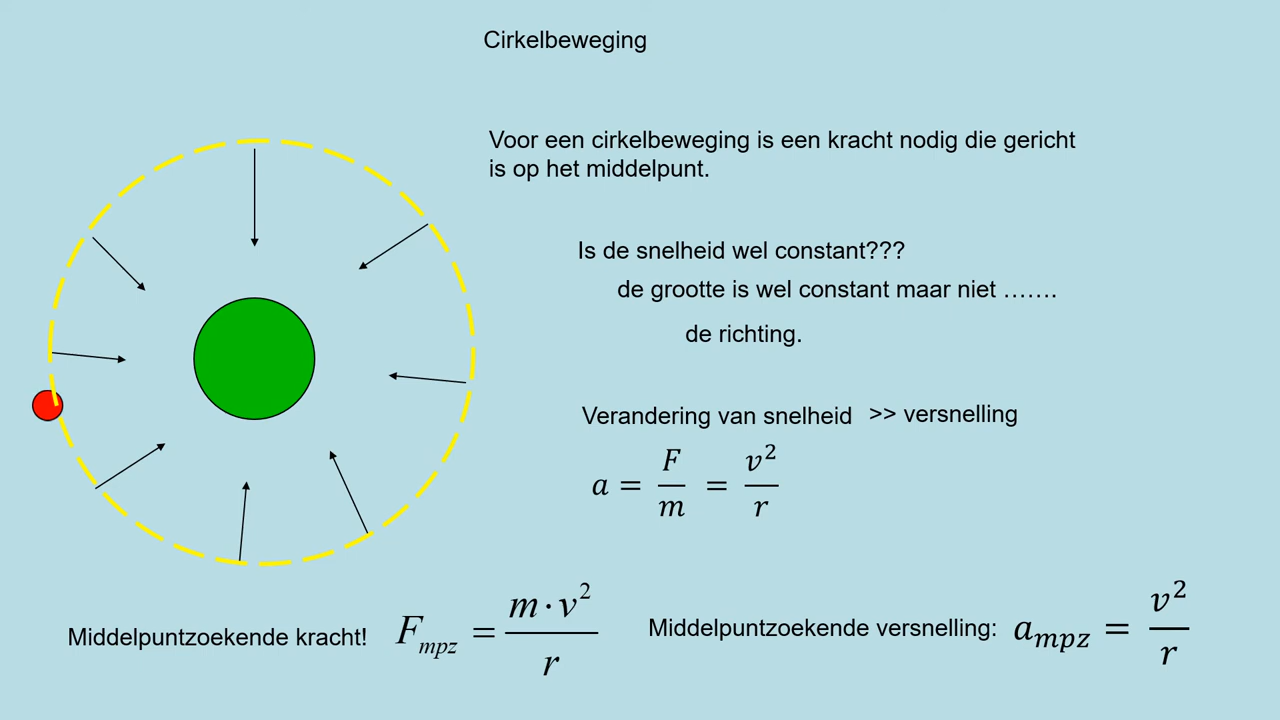 Cirkelbeweging
Voor een cirkelbeweging is een kracht nodig die gericht
is op het middelpunt.
Is de snelheid wel constant???
de grootte is wel constant maar niet …….
de richting.
Verandering van snelheid >> versnelling
a = F/m = v²/r
Middelpuntzoekende kracht! F_mpz = m·v²/r
Middelpuntzoekende versnelling: a_mpz = v²/r